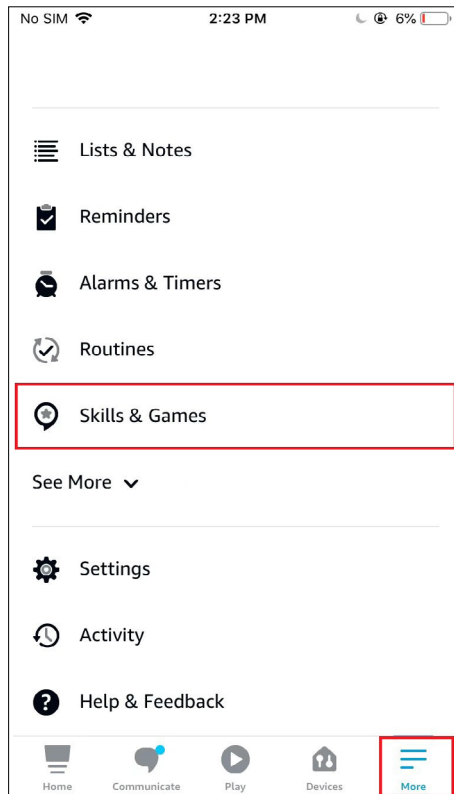 No SIM 2:23 PM 6%
Lists & Notes
Reminders
Alarms & Timers
Routines
Skills & Games
See More
Settings
Activity
Help & Feedback
Home Communicate Play Devices More